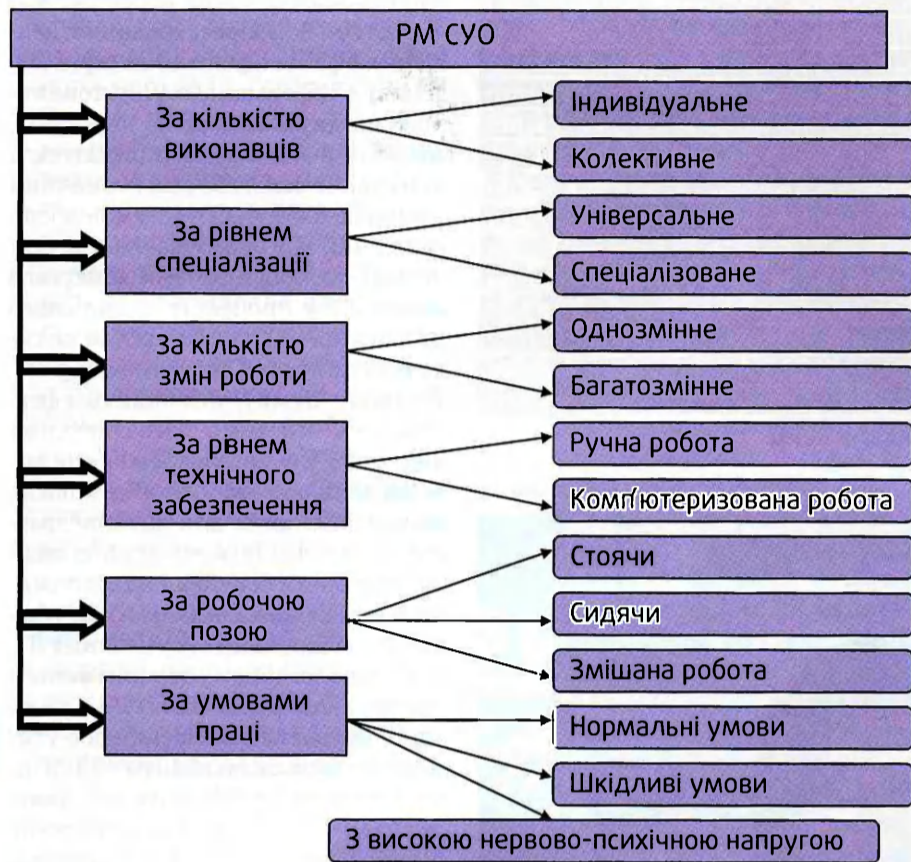 РМ СУО
За кількістю
виконавців
Індивідуальне
Колективне
За рівнем
спеціалізації
Універсальне
Спеціалізоване
За кількістю
змін роботи
Однозмінне
Багатозмінне
За рівнем
технічного
забезпечення
Ручна робота
Комп'ютеризована робота
За робочою
позою
Стоячи
Сидячи
Змішана робота
За умовами
праці
Нормальні умови
Шкідливі умови
З високою нервово-психічною напругою